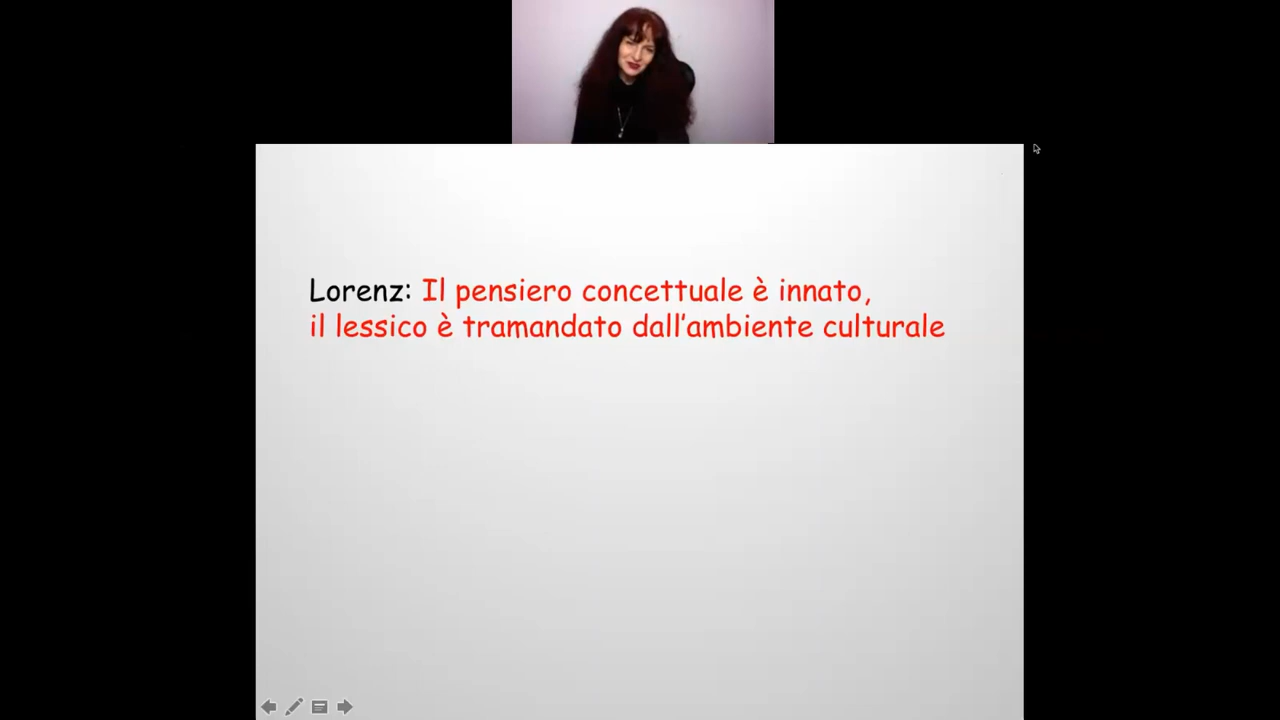 Lorenz: Il pensiero concettuale è innato,
il lessico è tramandato dall'ambiente culturale